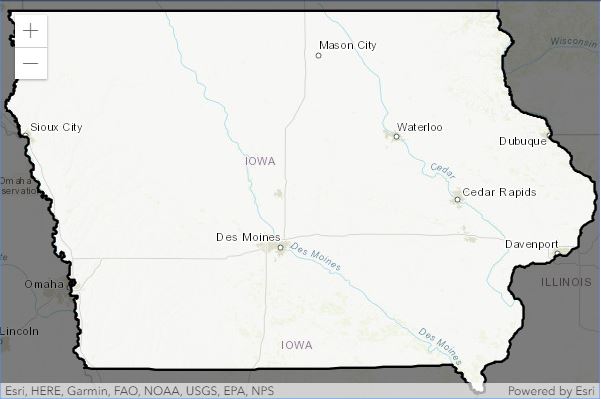 Mason City
Wisconsin
Sioux City
Waterloo
Dubuque
IOWA
Cedar
Omaha
Cedar Rapids
Des Moines
Des Moines
Davenport
Omaha
ILLINOIS
Lincoln
Des Moines
IOWA
Esri, HERE, Garmin, FAO, NOAA, USGS, EPA, NPS
Powered by Esri